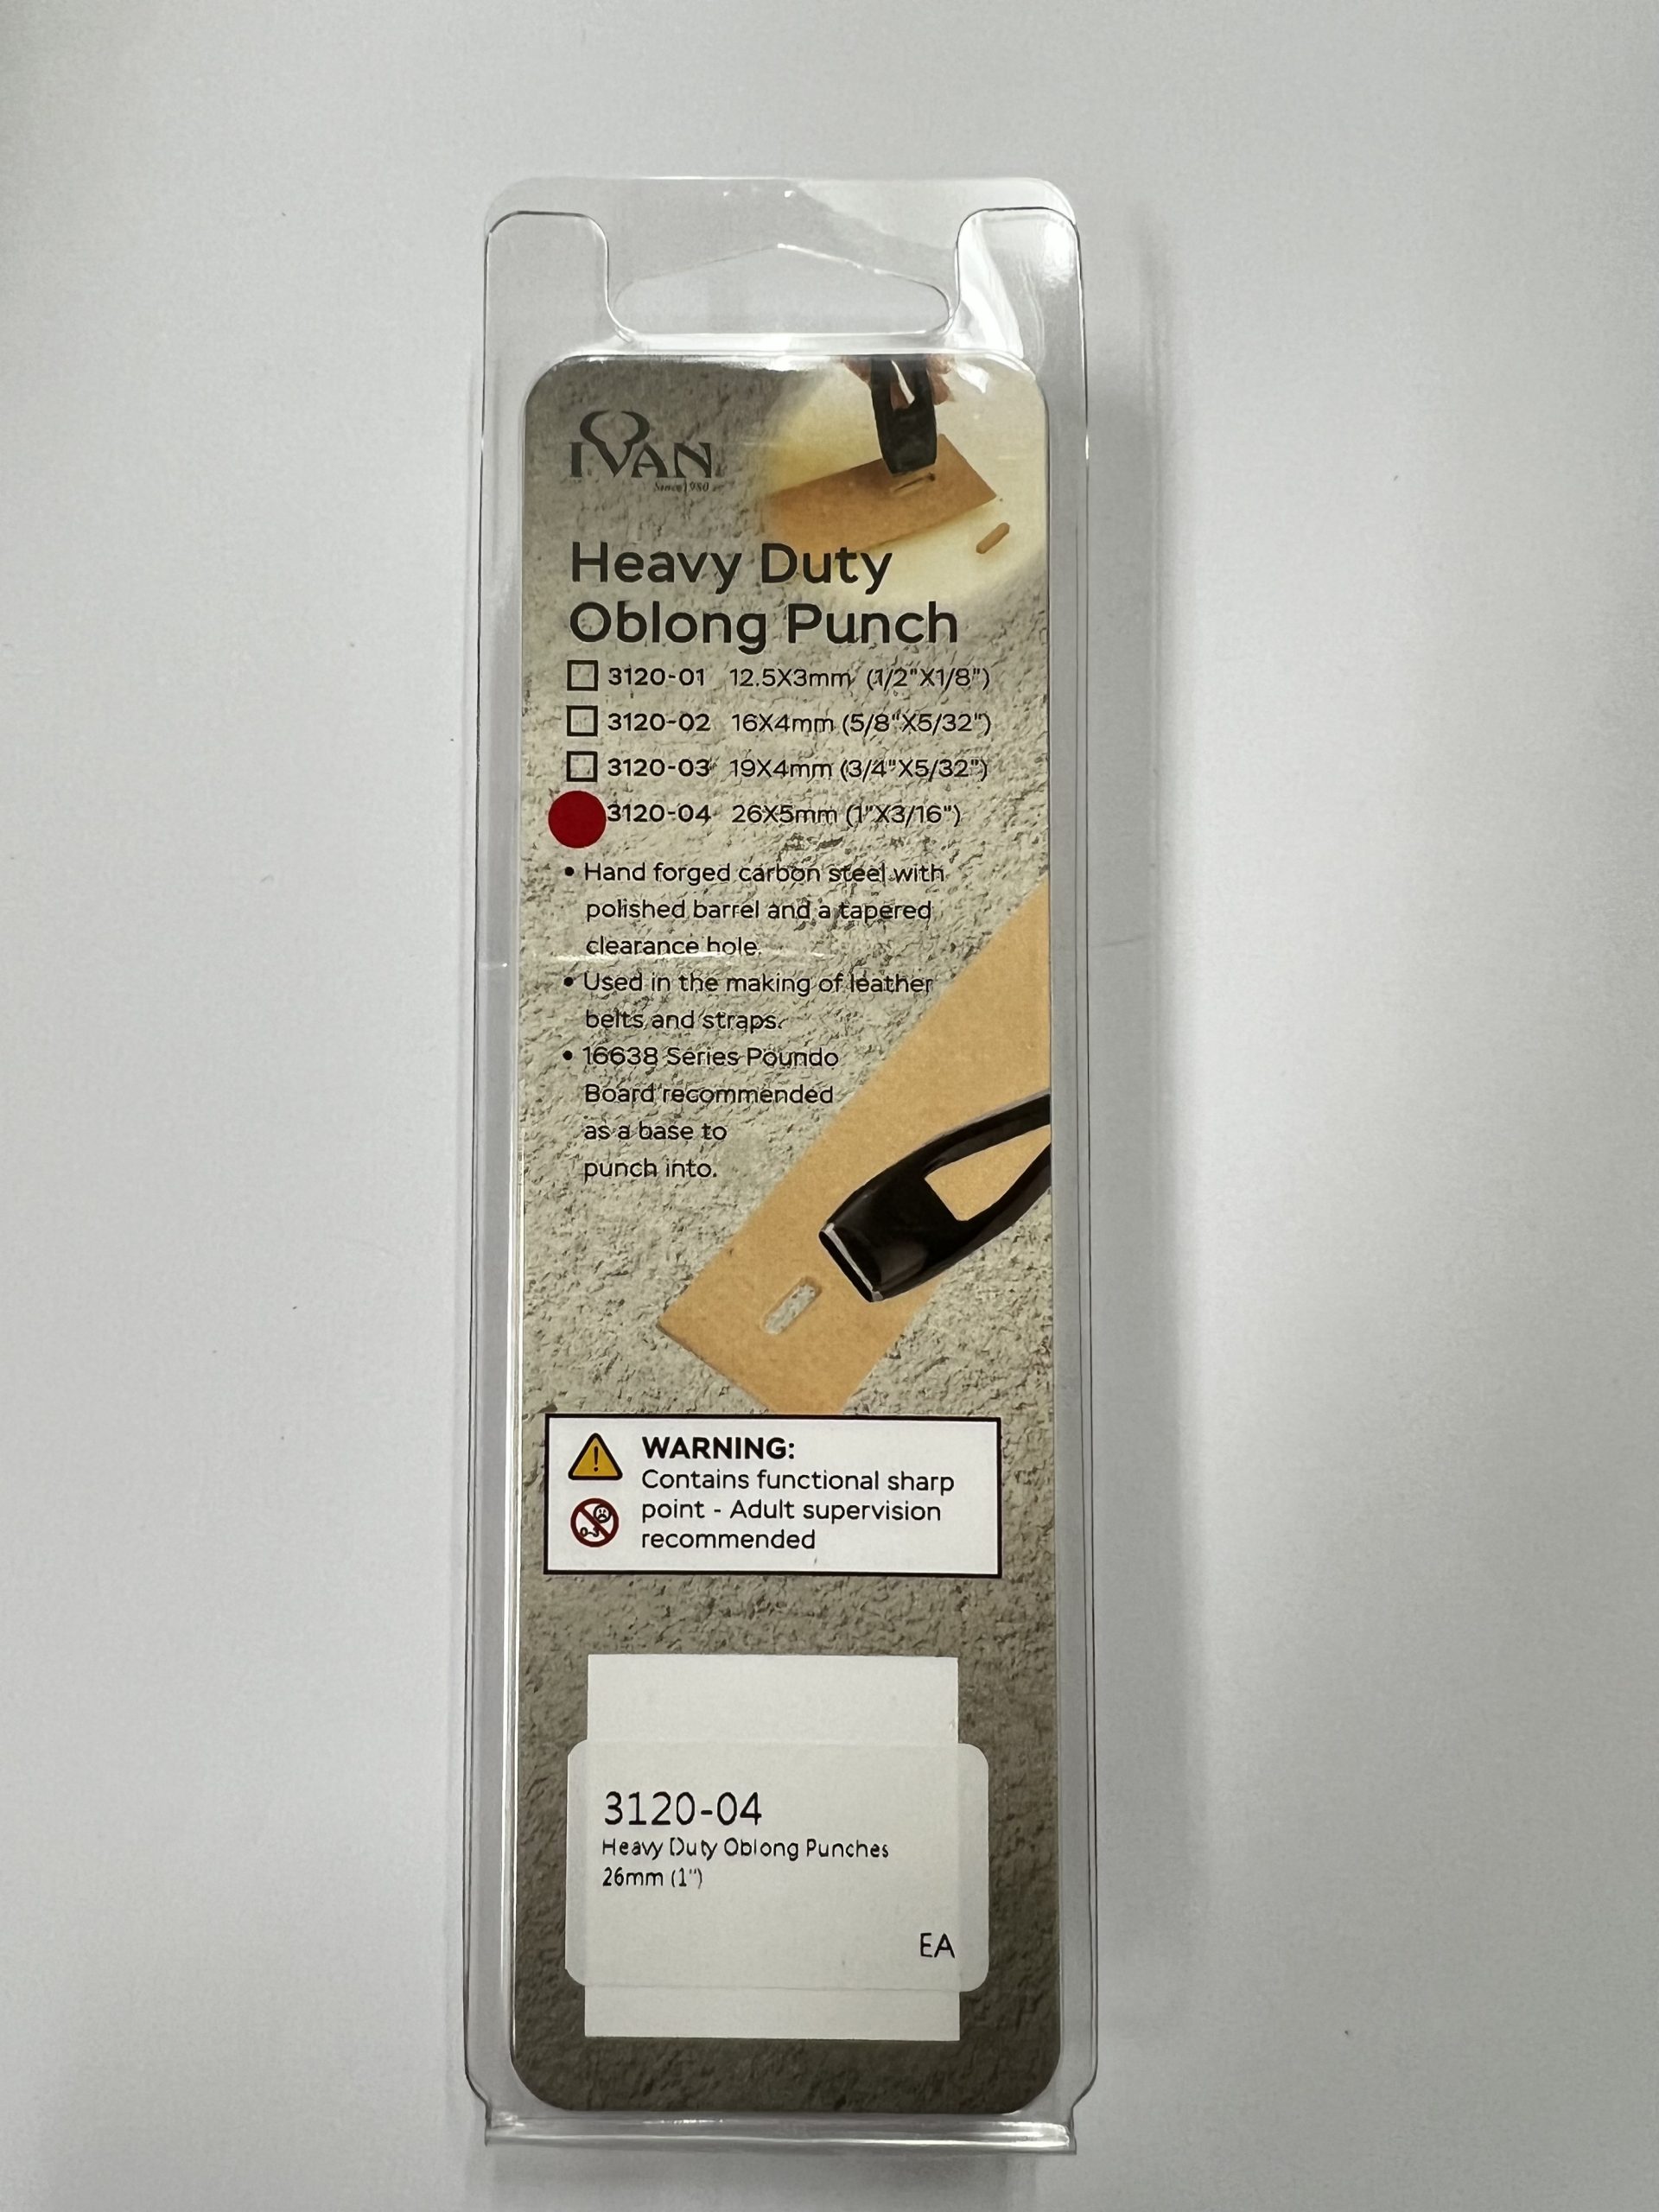 IVAN
Since 1980
Heavy Duty
Oblong Punch
3120-01 12.5X3mm (1/2"X1/8")
3120-02 16X4mm (5/8"X5/32")
3120-03 19X4mm (3/4"X5/32")
3120-04 26X5mm (1"X3/16")
• Hand forged carbon steel with
polished barrel and a tapered
clearance hole.
• Used in the making of leather
belts and straps.
• 16638 Series Poundo
Board recommended
as a base to
punch into.
WARNING:
Contains functional sharp
point - Adult supervision
recommended
0-3
3120-04
Heavy Duty Oblong Punches
26mm (1")
EA